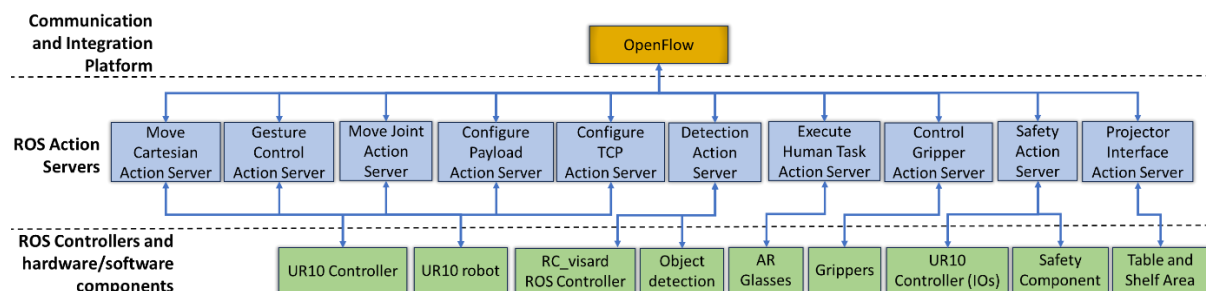 Communication
and Integration
Platform
OpenFlow
ROS Action
Servers
Move
Cartesian
Action Server
Gesture
Control
Action Server
Move Joint
Action
Server
Configure
Payload
Action Server
Configure
TCP
Action Server
Detection
Action
Server
Execute
Human Task
Action Server
Control
Gripper
Action Server
Safety
Action
Server
Projector
Interface
Action Server
ROS Controllers and
hardware/software
components
UR10 Controller
UR10 robot
RC_visard
ROS Controller
Object
detection
AR
Glasses
Grippers
UR10
Controller (IOs)
Safety
Component
Table and
Shelf Area